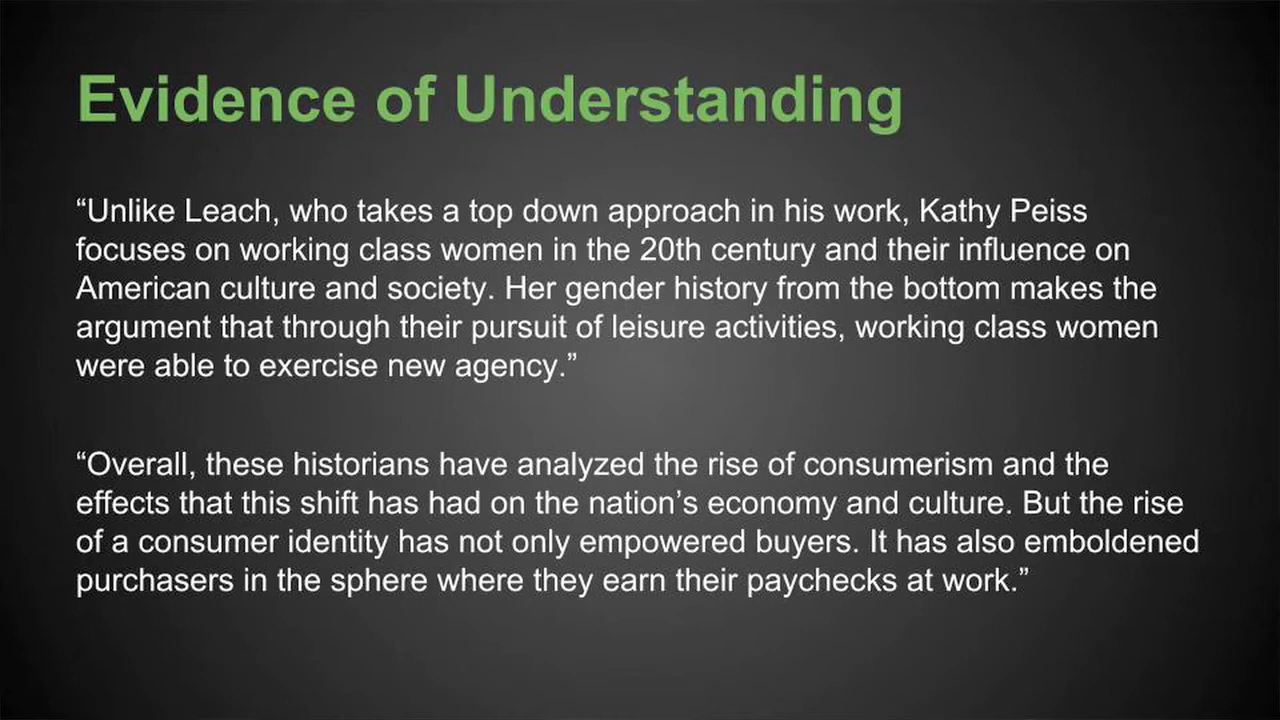 Evidence of Understanding
“Unlike Leach, who takes a top down approach in his work, Kathy Peiss
focuses on working class women in the 20th century and their influence on
American culture and society. Her gender history from the bottom makes the
argument that through their pursuit of leisure activities, working class women
were able to exercise new agency.”
“Overall, these historians have analyzed the rise of consumerism and the
effects that this shift has had on the nation’s economy and culture. But the rise
of a consumer identity has not only empowered buyers. It has also emboldened
purchasers in the sphere where they earn their paychecks at work.”